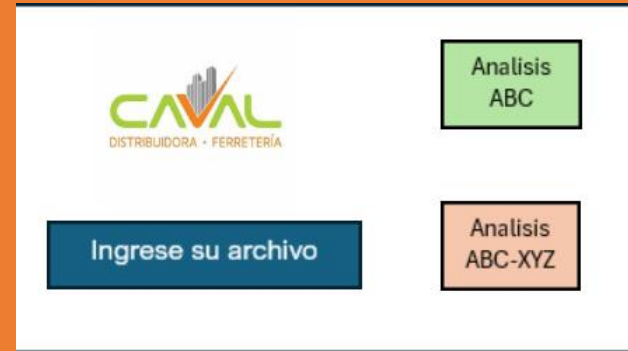 CAVAL
DISTRIBUIDORA • FERRETERÍA
Ingrese su archivo
Analisis
ABC
Analisis
ABC-XYZ